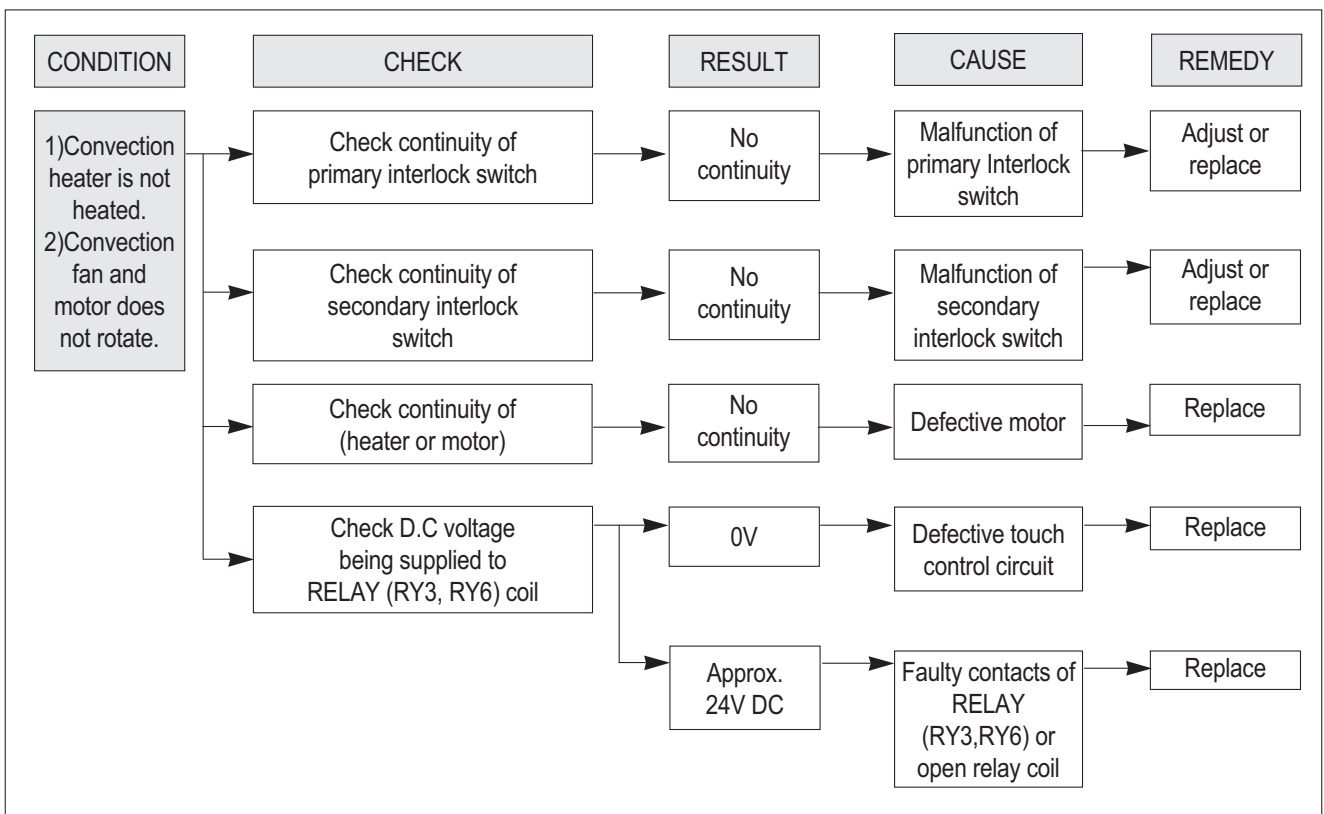 CONDITION
CHECK
RESULT
CAUSE
REMEDY
1)Convection
heater is not
heated.
2)Convection
fan and
motor does
not rotate.
Check continuity of
primary interlock switch
No
continuity
Malfunction of
primary Interlock
switch
Adjust or
replace
Check continuity of
secondary interlock
switch
No
continuity
Malfunction of
secondary
interlock switch
Adjust or
replace
Check continuity of
(heater or motor)
No
continuity
Defective motor
Replace
Check D.C voltage
being supplied to
RELAY (RY3, RY6) coil
0V
Defective touch
control circuit
Replace
Approx.
24V DC
Faulty contacts of
RELAY
(RY3,RY6) or
open relay coil
Replace